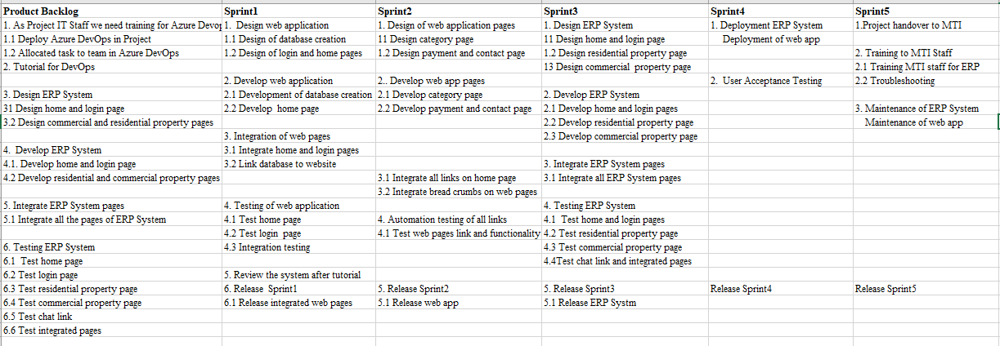 Product Backlog Sprint1 Sprint2 Sprint3 Sprint4 Sprint5
1. As Project IT Staff we need training for Azure Devop 1. Design web application 1. Design of web application pages 1. Design ERP System 1. Deployment ERP System 1.Project handover to MTI
1.1 Deploy Azure DevOps in Project 1.1 Design of database creation 11 Design category page 11 Design home and login page Deployment of web app
1.2 Allocated task to team in Azure DevOps 1.2 Design of login and home pages 1.2 Design payment and contact page 1.2 Design residential property page 2. Training to MTI Staff
2. Tutorial for DevOps 13 Design commercial property page 2.1 Training MTI staff for ERP
2. Develop web application 2.. Develop web app pages 2. User Acceptance Testing 2.2 Troubleshooting
3. Design ERP System 2.1 Development of database creation 2.1 Develop category page 2. Develop ERP System
31 Design home and login page 2.2 Develop home page 2.2 Develop payment and contact page 2.1 Develop home and login pages 3. Maintenance of ERP System
3.2 Design commercial and residential property pages 2.2 Develop residential property page Maintenance of web app
3. Integration of web pages 2.3 Develop commercial property page
4. Develop ERP System 3.1 Integrate home and login pages
4.1. Develop home and login page 3.2 Link database to website 3. Integrate ERP System pages
4.2 Develop residential and commercial property pages 3.1 Integrate all links on home page 3.1 Integrate all ERP System pages
3.2 Integrate bread crumbs on web pages
5. Integrate ERP System pages 4. Testing of web application 4. Testing ERP System
5.1 Integrate all the pages of ERP System 4.1 Test home page 4. Automation testing of all links 4.1 Test home and login pages
4.2 Test login page 4.1 Test web pages link and functionality 4.2 Test residential property page
6. Testing ERP System 4.3 Integration testing 4.3 Test commercial property page
6.1 Test home page 4.4Test chat link and integrated pages
6.2 Test login page 5. Review the system after tutorial
6.3 Test residential property page 6. Release Sprint1 5. Release Sprint2 5. Release Sprint3 Release Sprint4 Release Sprint5
6.4 Test commercial property page 6.1 Release integrated web pages 5.1 Release web app 5.1 Release ERP Systm
6.5 Test chat link
6.6 Test integrated pages